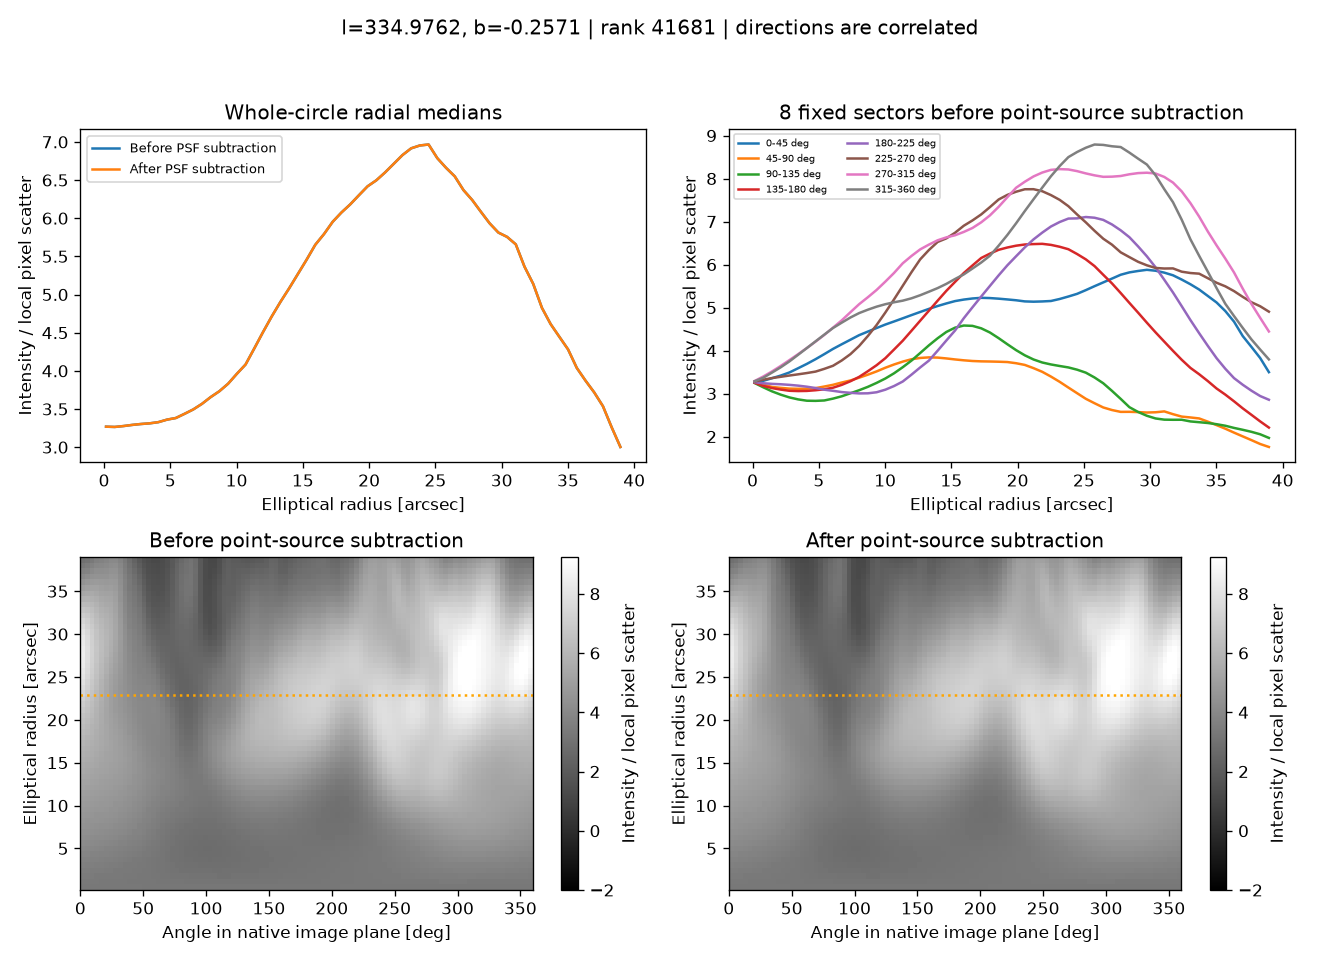 l=334.9762, b=-0.2571 | rank 41681 | directions are correlated
Whole-circle radial medians
Before PSF subtraction
After PSF subtraction
7.0
6.5
6.0
5.5
5.0
4.5
4.0
3.5
3.0
Intensity / local pixel scatter
0 5 10 15 20 25 30 35 40
Elliptical radius [arcsec]
8 fixed sectors before point-source subtraction
0-45 deg
45-90 deg
90-135 deg
135-180 deg
180-225 deg
225-270 deg
270-315 deg
315-360 deg
9
8
7
6
5
4
3
2
Intensity / local pixel scatter
0 5 10 15 20 25 30 35 40
Elliptical radius [arcsec]
Before point-source subtraction
35
30
25
20
15
10
5
Elliptical radius [arcsec]
0 50 100 150 200 250 300 350
Angle in native image plane [deg]
8
6
4
2
0
−2
Intensity / local pixel scatter
After point-source subtraction
35
30
25
20
15
10
5
Elliptical radius [arcsec]
0 50 100 150 200 250 300 350
Angle in native image plane [deg]
8
6
4
2
0
−2
Intensity / local pixel scatter